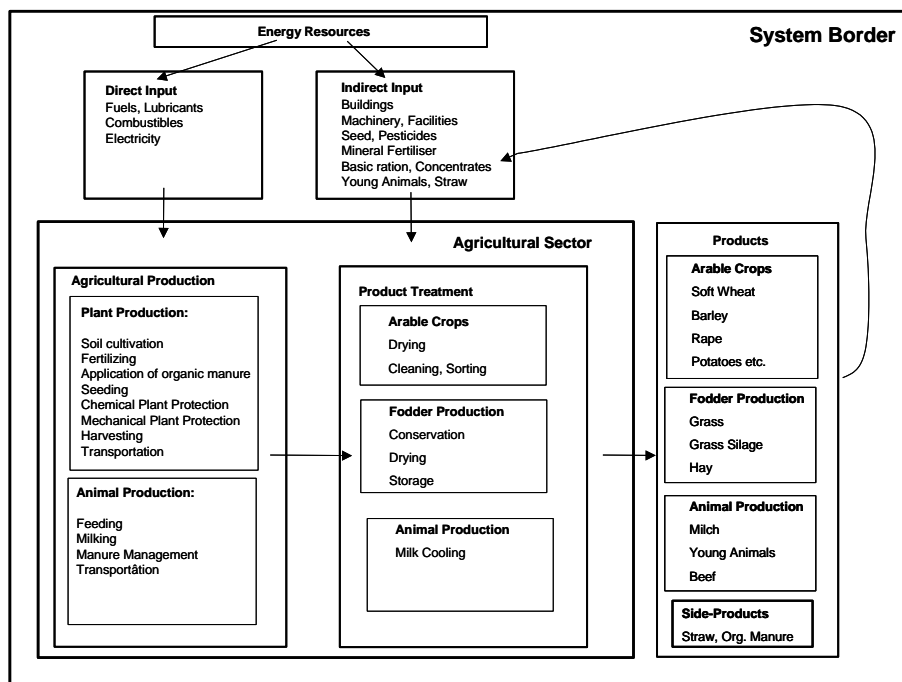 Energy Resources
System Border
Direct Input
Fuels, Lubricants
Combustibles
Electricity
Indirect Input
Buildings
Machinery, Facilities
Seed, Pesticides
Mineral Fertiliser
Basic ration, Concentrates
Young Animals, Straw
Agricultural Sector
Agricultural Production
Plant Production:
Soil cultivation
Fertilizing
Application of organic manure
Seeding
Chemical Plant Protection
Mechanical Plant Protection
Harvesting
Transportation
Animal Production:
Feeding
Milking
Manure Management
Transportâtion
Product Treatment
Arable Crops
Drying
Cleaning, Sorting
Fodder Production
Conservation
Drying
Storage
Animal Production
Milk Cooling
Products
Arable Crops
Soft Wheat
Barley
Rape
Potatoes etc.
Fodder Production
Grass
Grass Silage
Hay
Animal Production
Milch
Young Animals
Beef
Side-Products
Straw, Org. Manure